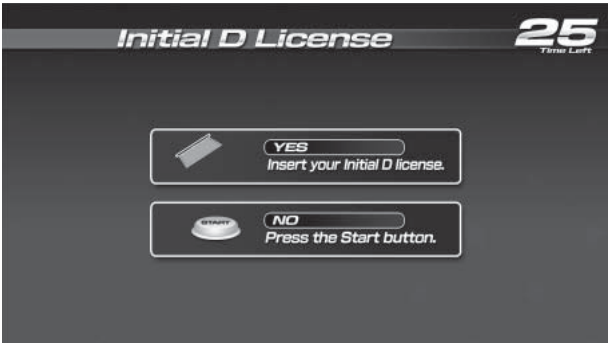 Initial D License
25
Time Left
YES
Insert your Initial D license.
START
NO
Press the Start button.